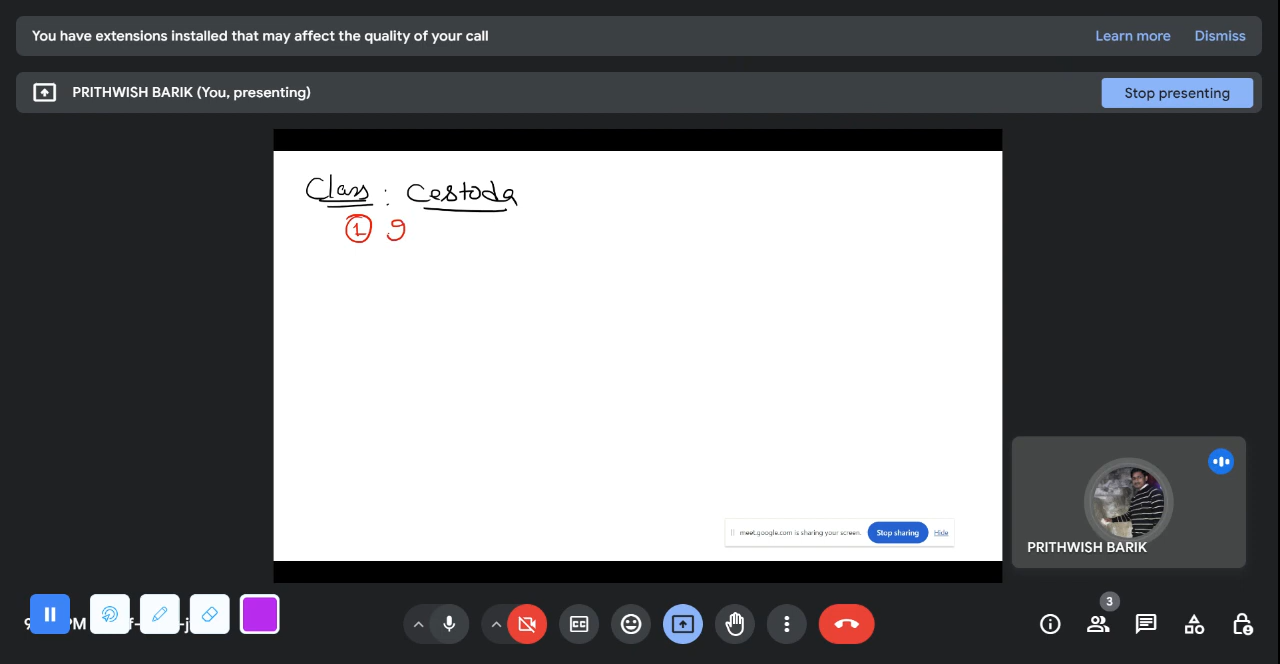 You have extensions installed that may affect the quality of your call Learn more Dismiss
PRITHWISH BARIK (You, presenting) Stop presenting
Class : Cestoda
① 9
meet.google.com is sharing your screen. Stop sharing Hide
PRITHWISH BARIK
3
CC